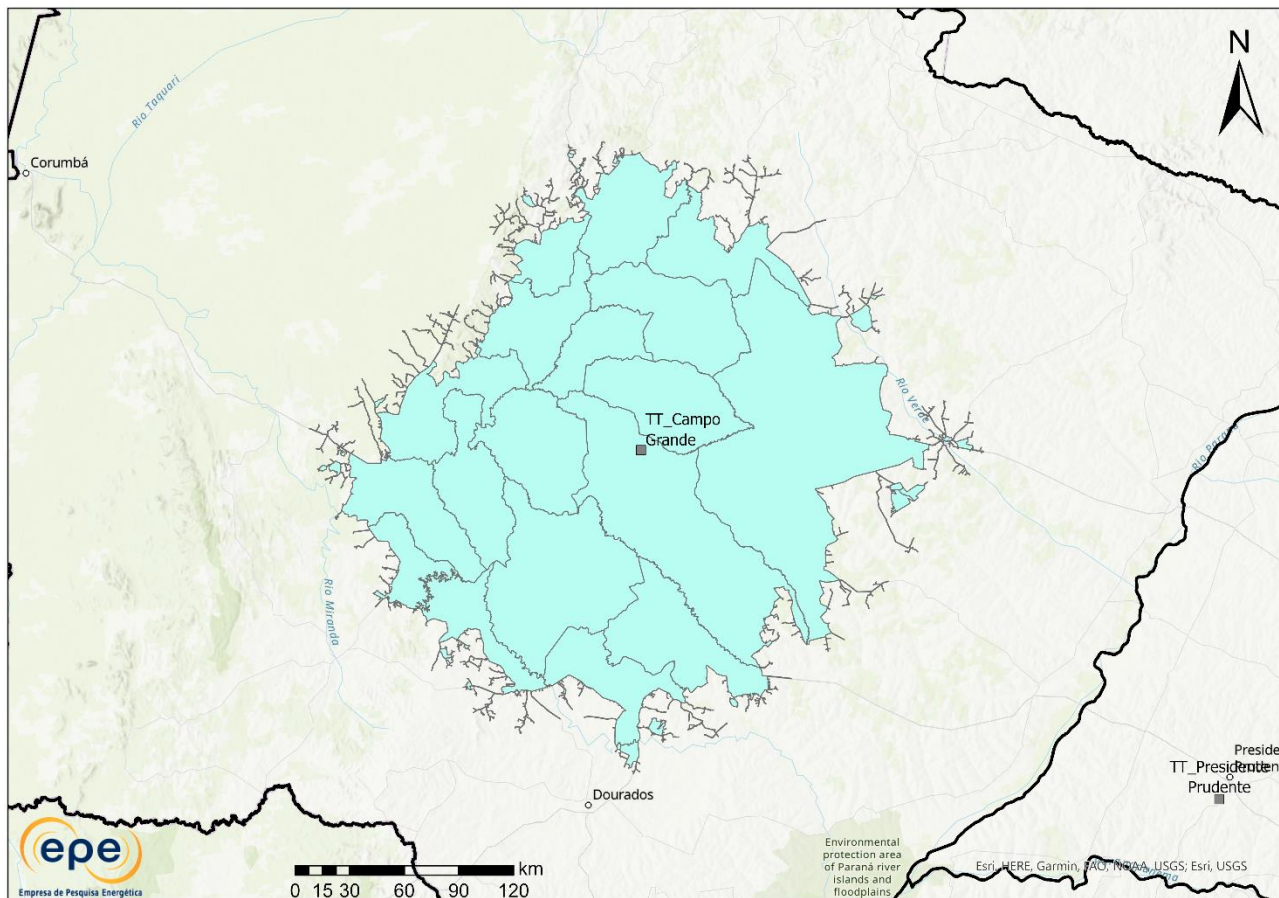 N
Rio Taquari
Corumbá
TT_Campo
Grande
Rio Verde
Rio Paraná
Rio Miranda
Dourados
TT_Presidente
Prudente
Environmental
protection area
of Paraná river
islands and
floodplains
Esri, HERE, Garmin, FAO, NOAA, USGS; Esri, USGS
epe
Empresa de Pesquisa Energética
km
0 15 30 60 90 120